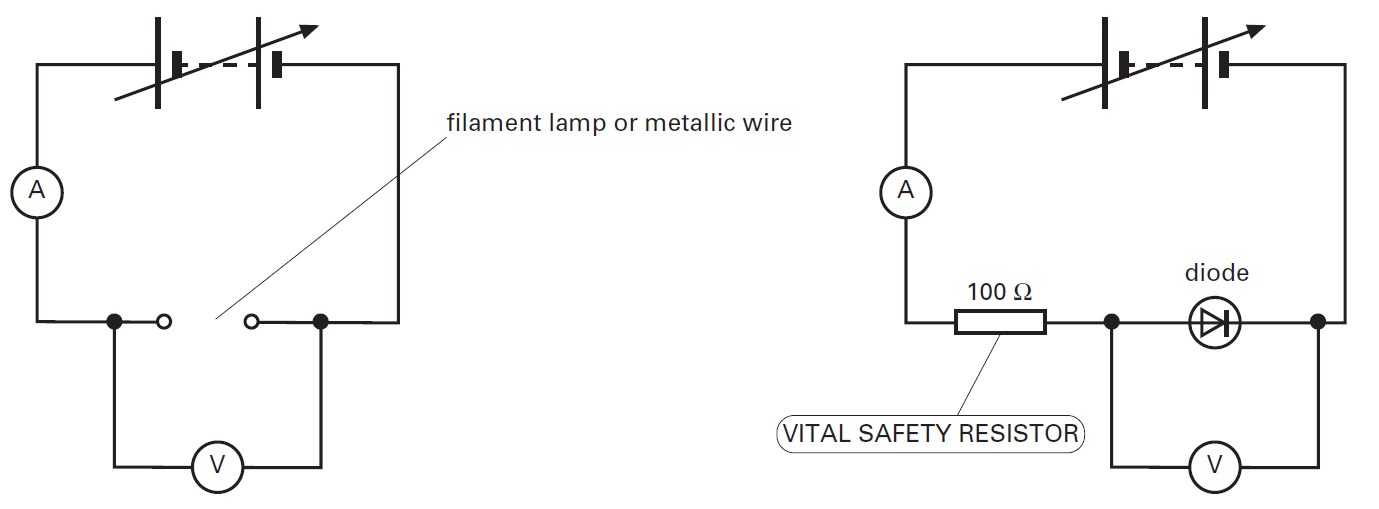 A
filament lamp or metallic wire
V
A
100 Ω
diode
VITAL SAFETY RESISTOR
V